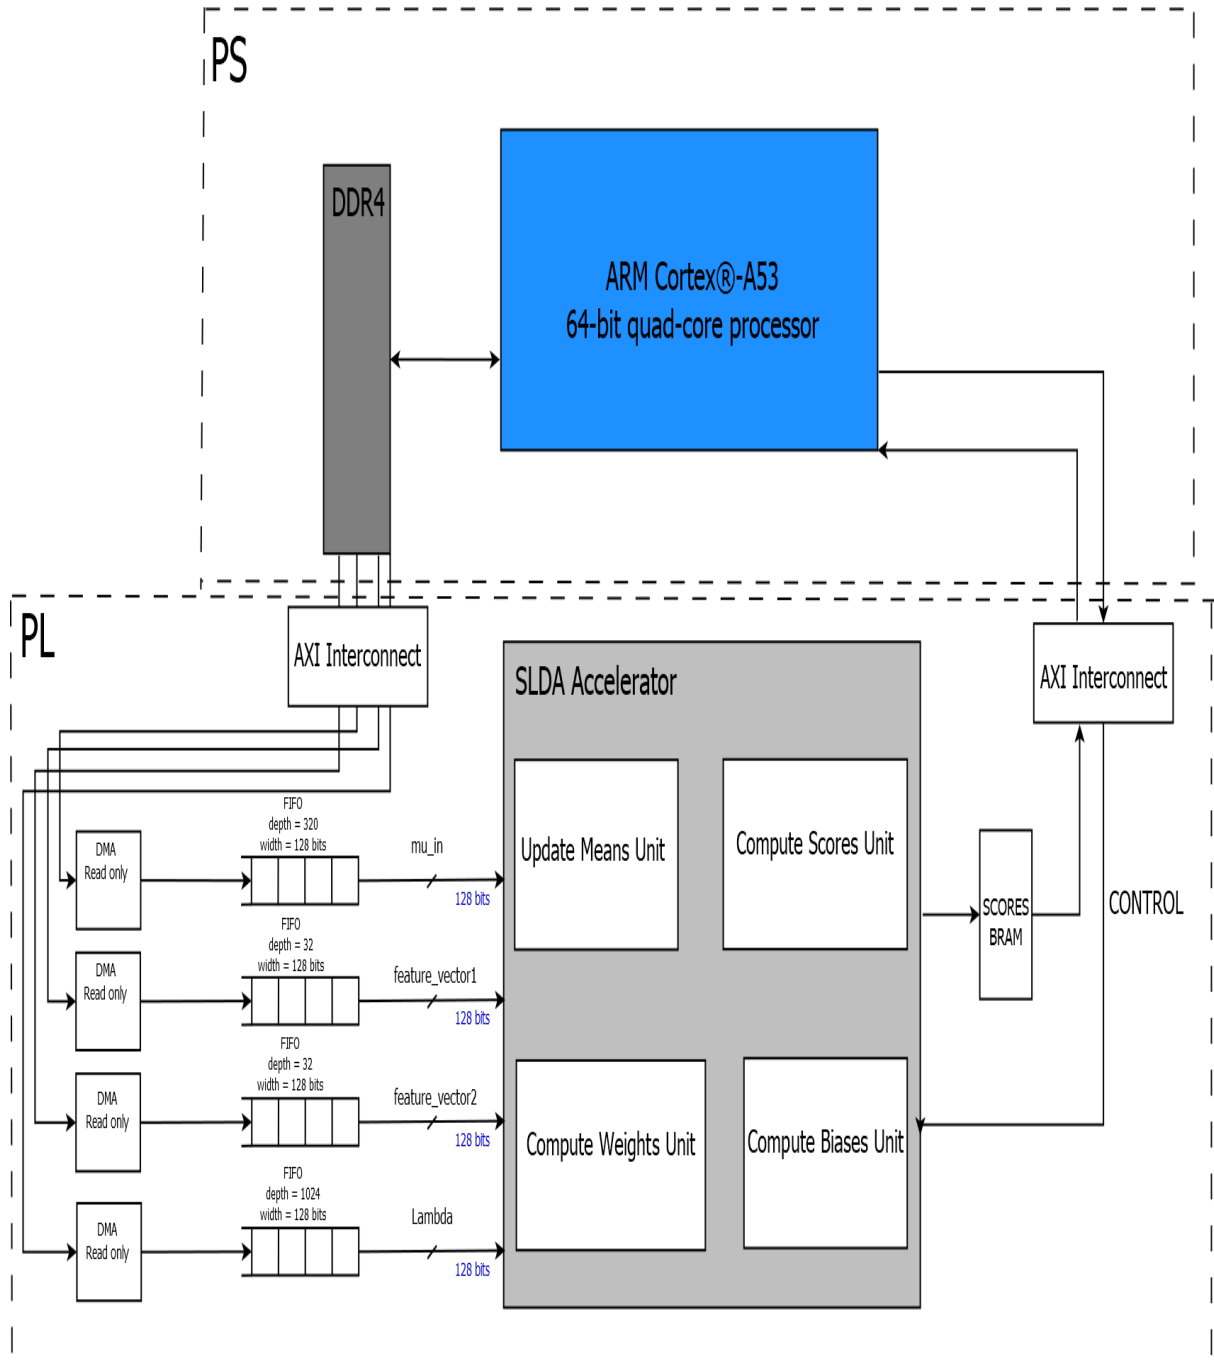 PS
DDR4
ARM Cortex®-A53
64-bit quad-core processor
PL
AXI Interconnect
AXI Interconnect
SLDA Accelerator
Update Means Unit
Compute Scores Unit
Compute Weights Unit
Compute Biases Unit
SCORES
BRAM
CONTROL
DMA
Read only
FIFO
depth = 320
width = 128 bits
mu_in
128 bits
DMA
Read only
FIFO
depth = 32
width = 128 bits
feature_vector1
128 bits
DMA
Read only
FIFO
depth = 32
width = 128 bits
feature_vector2
128 bits
DMA
Read only
FIFO
depth = 1024
width = 128 bits
Lambda
128 bits